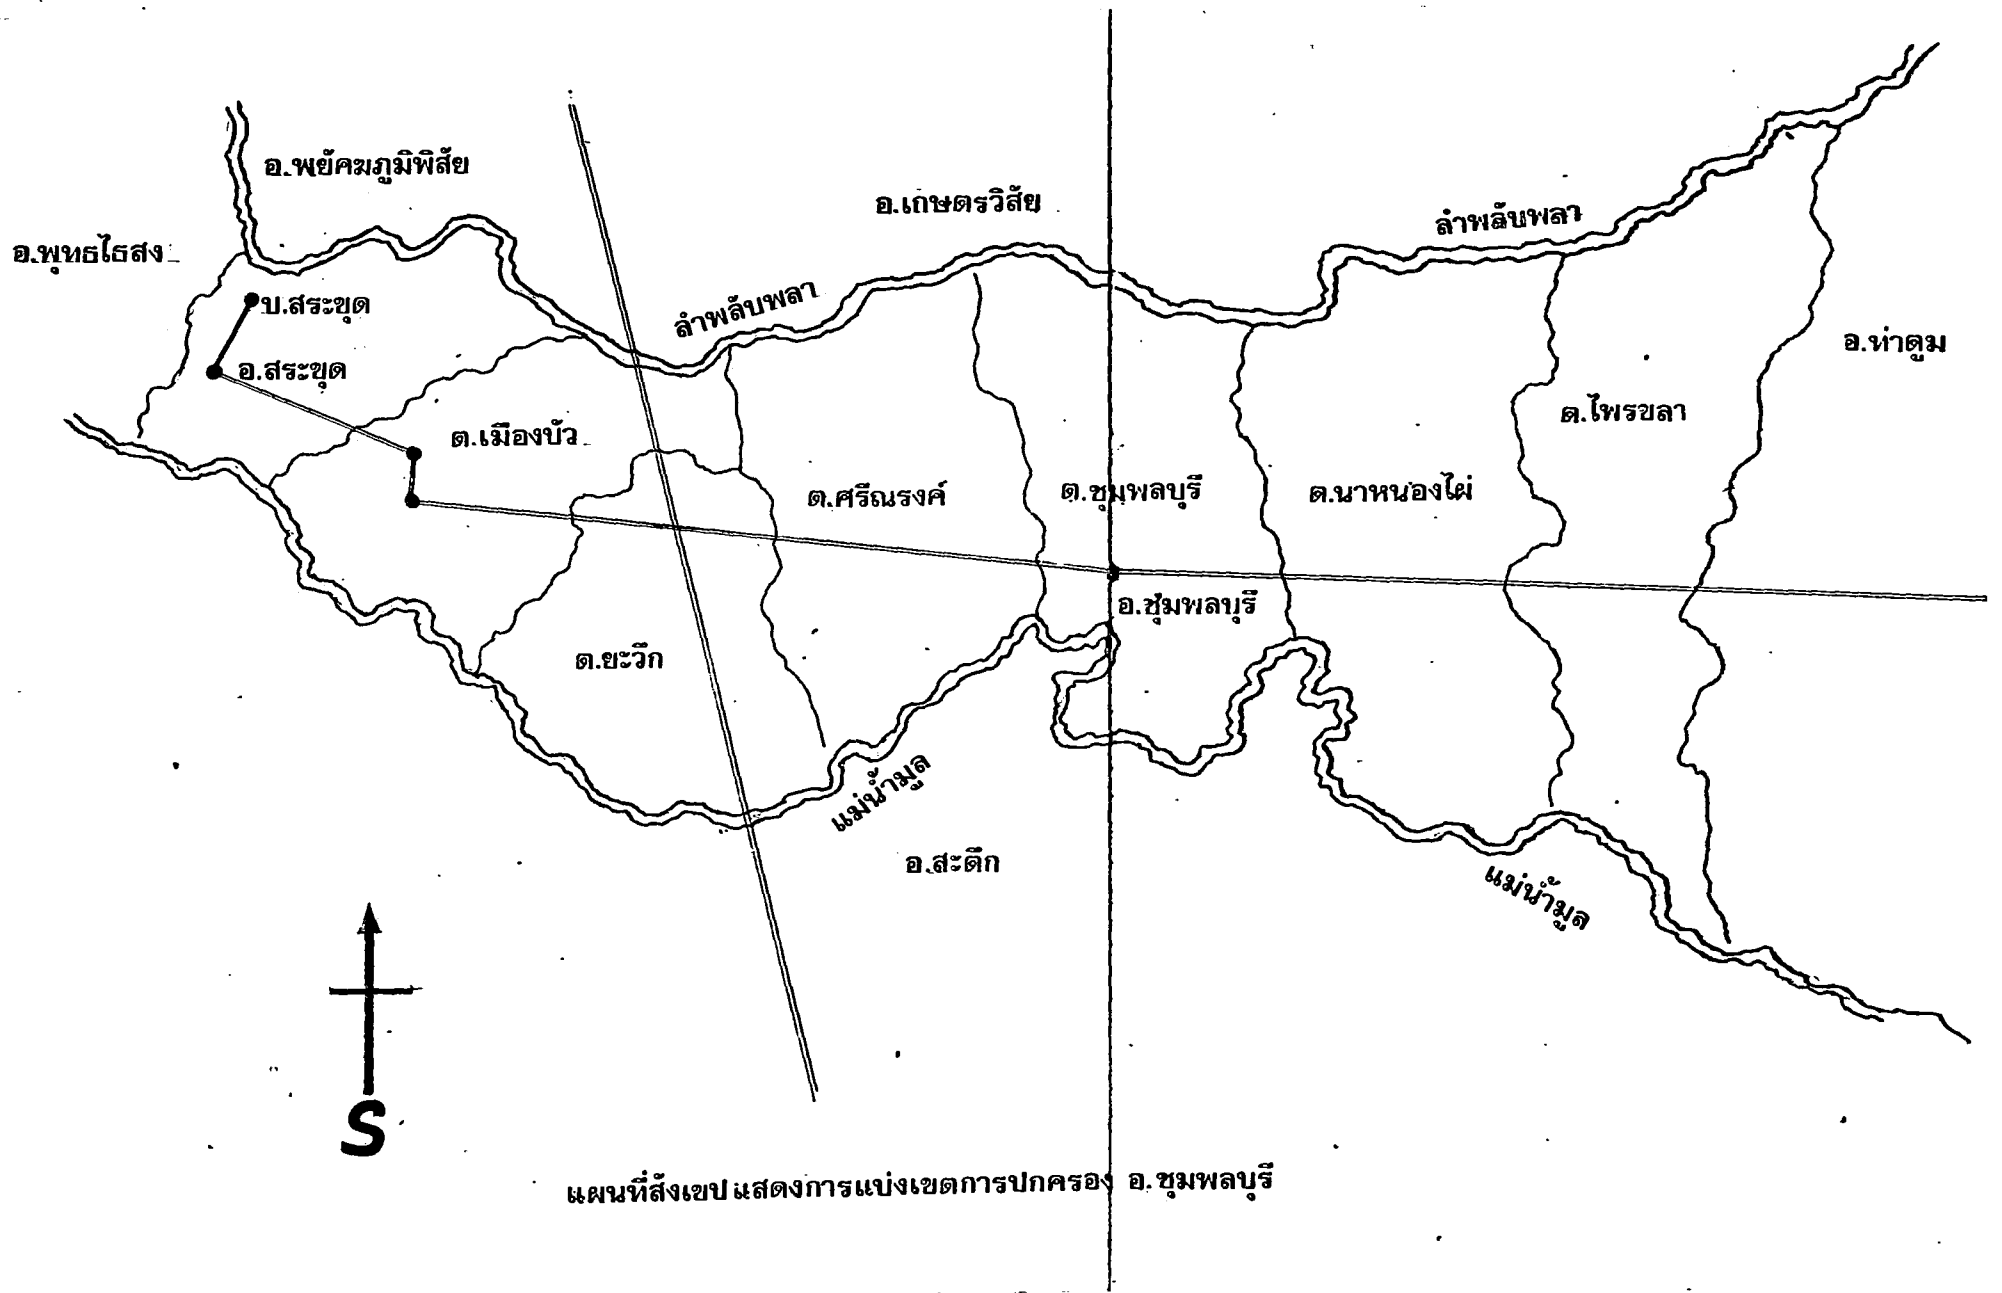 อ.พยัคฆภูมิพิสัย
อ.เกษตรวิสัย
ลำพลับพลา
อ.พุทธไธสง
บ.สระขุด
ลำพลับพลา
อ.ท่าตูม
อ.สระขุด
ต.เมืองบัว
ต.ไพรขลา
ต.ศรีณรงค์
ต.ชุมพลบุรี
ต.นาหนองไผ่
อ.ชุมพลบุรี
ต.ยะวึก
แม่น้ำมูล
อ.สะตึก
แม่น้ำมูล
S
แผนที่สังเขปแสดงการแบ่งเขตการปกครอง อ.ชุมพลบุรี